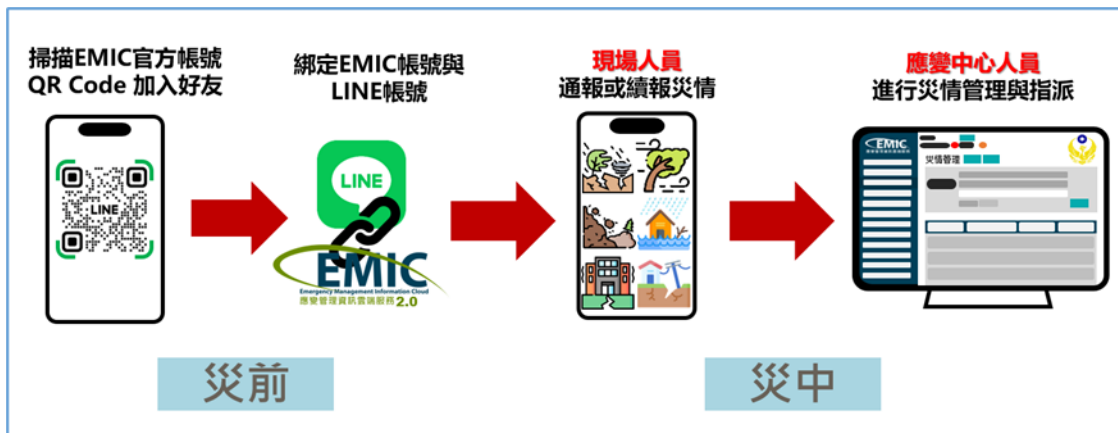 掃描EMIC官方帳號
QR Code 加入好友
LINE
綁定EMIC帳號與
LINE帳號
LINE
EMIC
Emergency Management Information Cloud
應變管理資訊雲端服務2.0
現場人員
通報或續報災情
應變中心人員
進行災情管理與指派
EMIC
災情管理
災前
災中